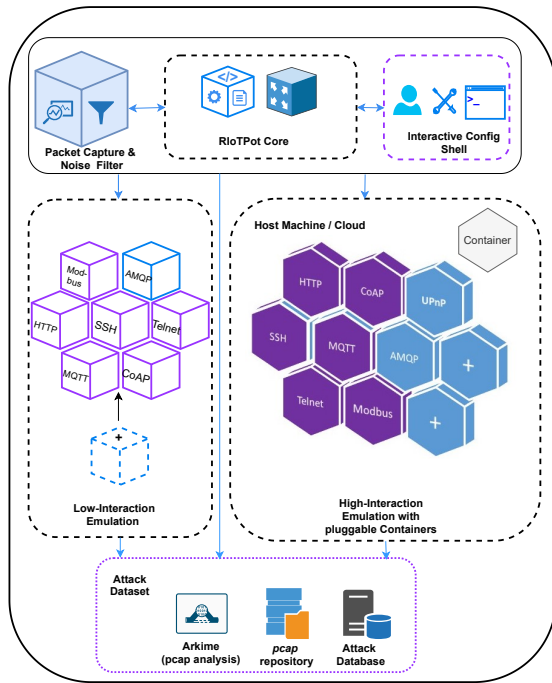 </>
>_
Packet Capture &
Noise Filter
RIoTPot Core
Interactive Config
Shell
Mod-
bus
AMQP
HTTP
SSH
Telnet
MQTT
CoAP
+
Low-Interaction
Emulation
Host Machine / Cloud
Container
HTTP
CoAP
UPnP
SSH
MQTT
AMQP
+
Telnet
Modbus
+
High-Interaction
Emulation with
pluggable Containers
Attack
Dataset
Arkime
(pcap analysis)
pcap
repository
Attack
Database